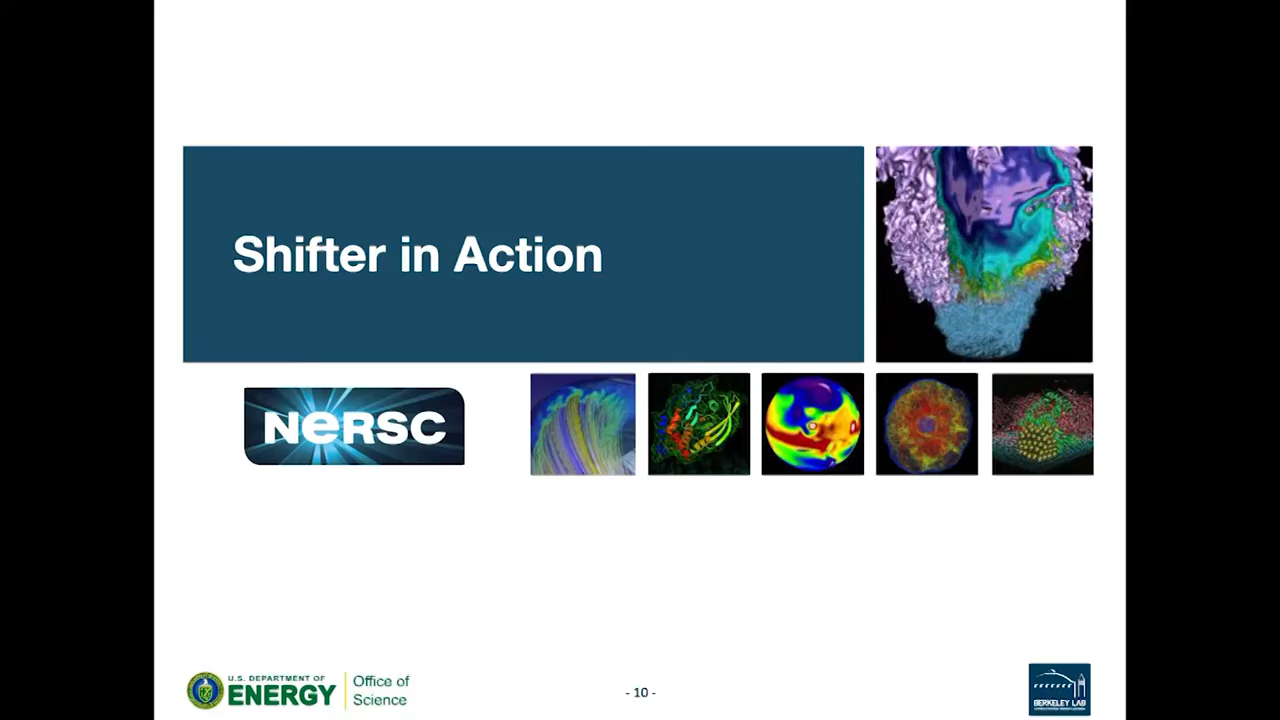 Shifter in Action
NERSC
U.S. DEPARTMENT OF
ENERGY
Office of
Science
- 10 -
BERKELEY LAB